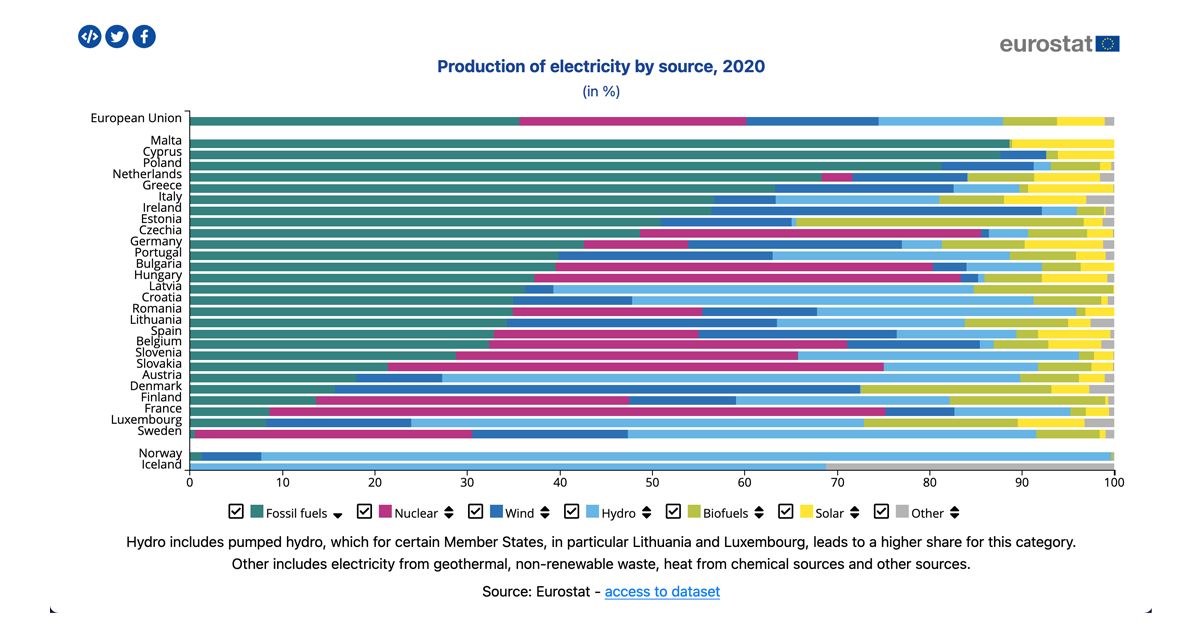 eurostat
Production of electricity by source, 2020
(in %)
European Union
Malta
Cyprus
Poland
Netherlands
Greece
Italy
Ireland
Estonia
Czechia
Germany
Portugal
Bulgaria
Hungary
Latvia
Croatia
Romania
Lithuania
Spain
Belgium
Slovenia
Slovakia
Austria
Denmark
Finland
France
Luxembourg
Sweden
Norway
Iceland
0 10 20 30 40 50 60 70 80 90 100
Fossil fuels Nuclear Wind Hydro Biofuels Solar Other
Hydro includes pumped hydro, which for certain Member States, in particular Lithuania and Luxembourg, leads to a higher share for this category.
Other includes electricity from geothermal, non-renewable waste, heat from chemical sources and other sources.
Source: Eurostat - access to dataset